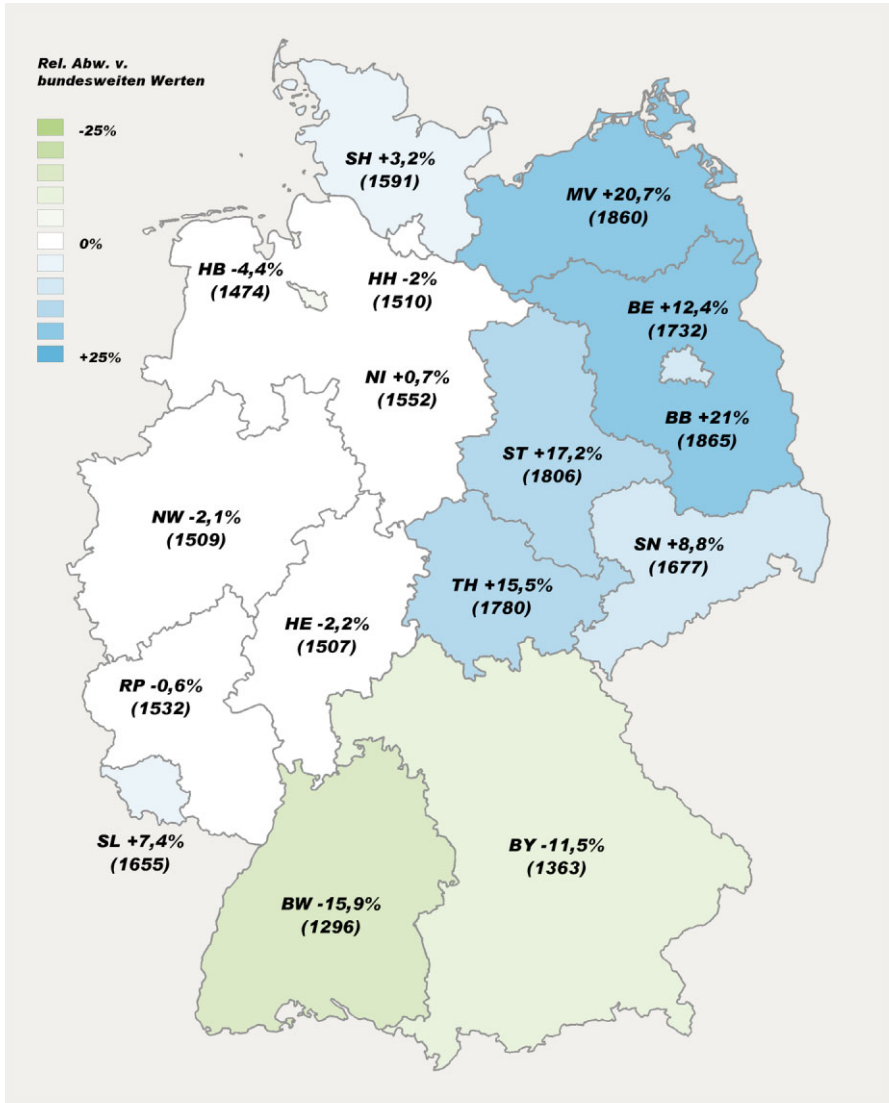 Rel. Abw. v.
bundesweiten Werten
-25%
0%
+25%
SH +3,2%
(1591)
MV +20,7%
(1860)
HB -4,4%
(1474)
HH -2%
(1510)
BE +12,4%
(1732)
NI +0,7%
(1552)
BB +21%
(1865)
ST +17,2%
(1806)
NW -2,1%
(1509)
SN +8,8%
(1677)
TH +15,5%
(1780)
HE -2,2%
(1507)
RP -0,6%
(1532)
SL +7,4%
(1655)
BY -11,5%
(1363)
BW -15,9%
(1296)